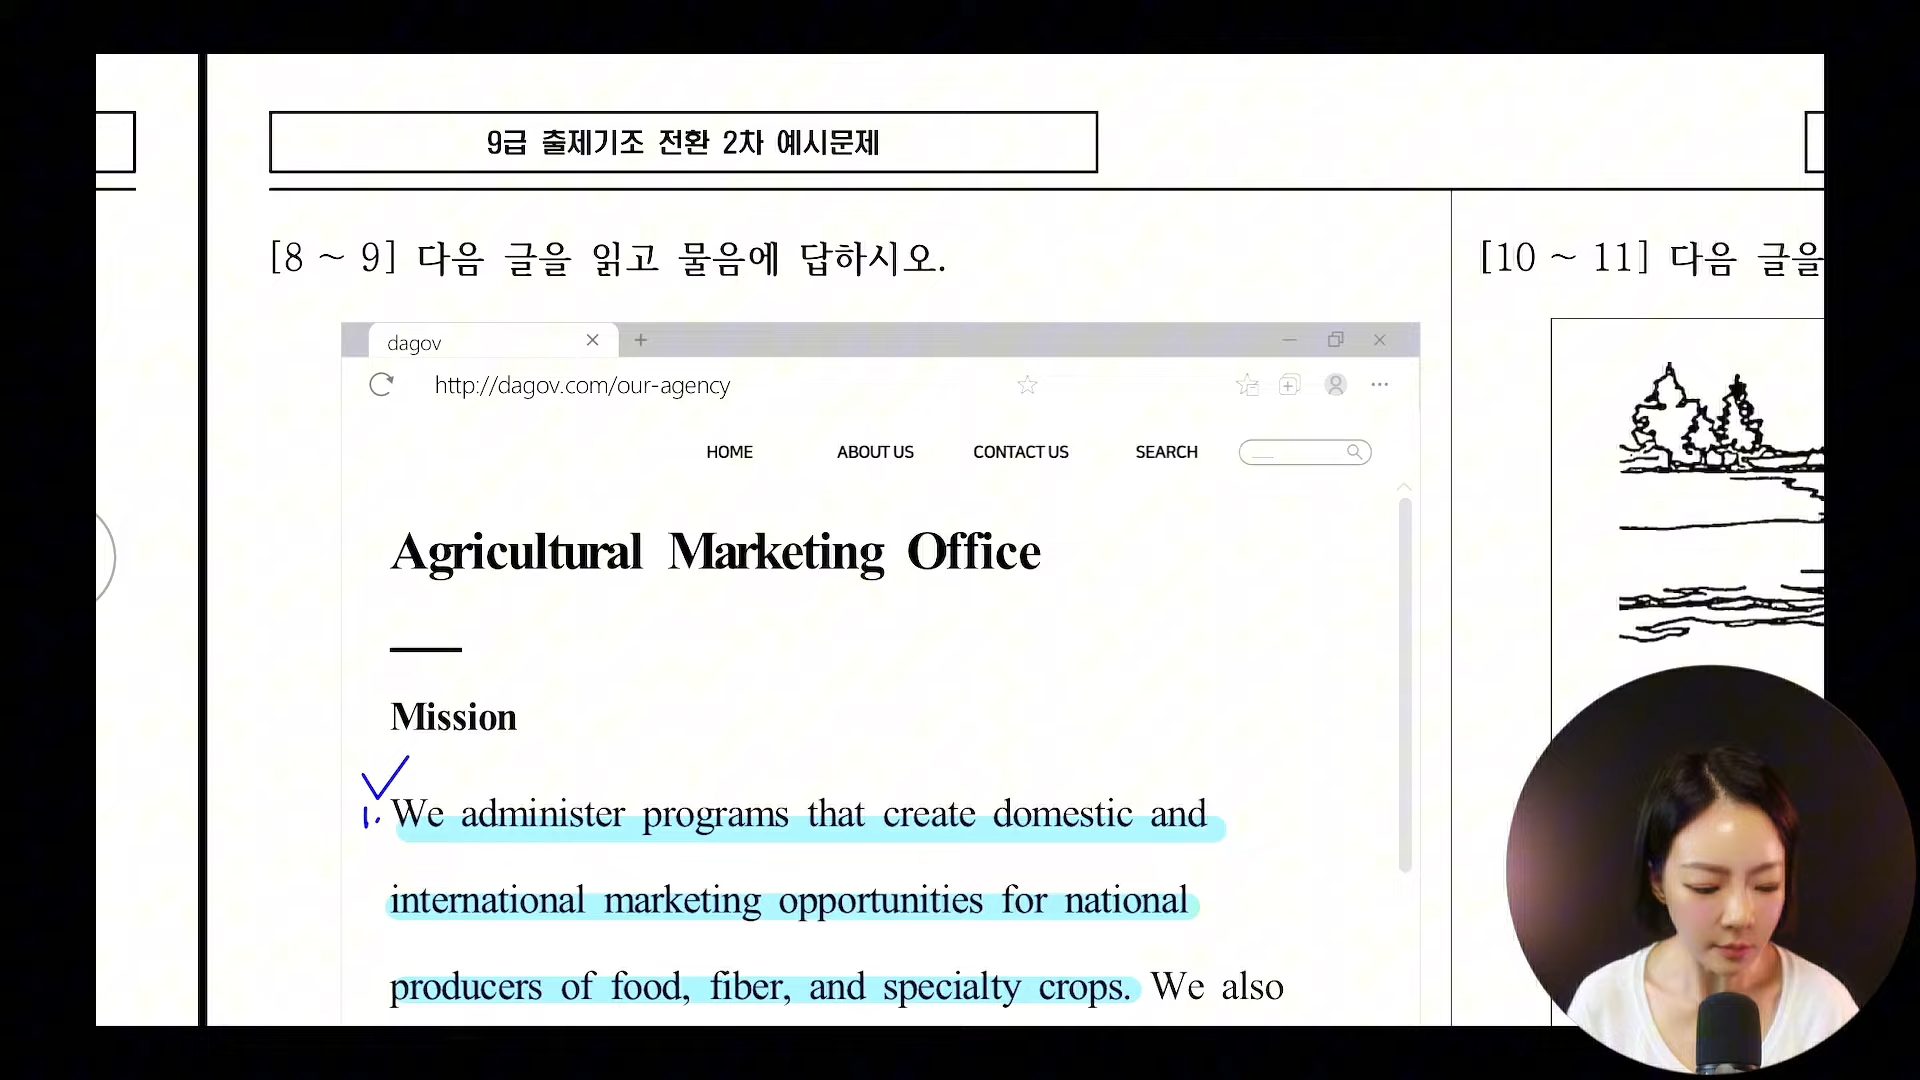 9급 출제기조 전환 2차 예시문제
[8 ~ 9] 다음 글을 읽고 물음에 답하시오.
dagov
http://dagov.com/our-agency
HOME ABOUT US CONTACT US SEARCH
Agricultural Marketing Office
Mission
1. We administer programs that create domestic and
international marketing opportunities for national
producers of food, fiber, and specialty crops. We also
[10 ~ 11] 다음 글을